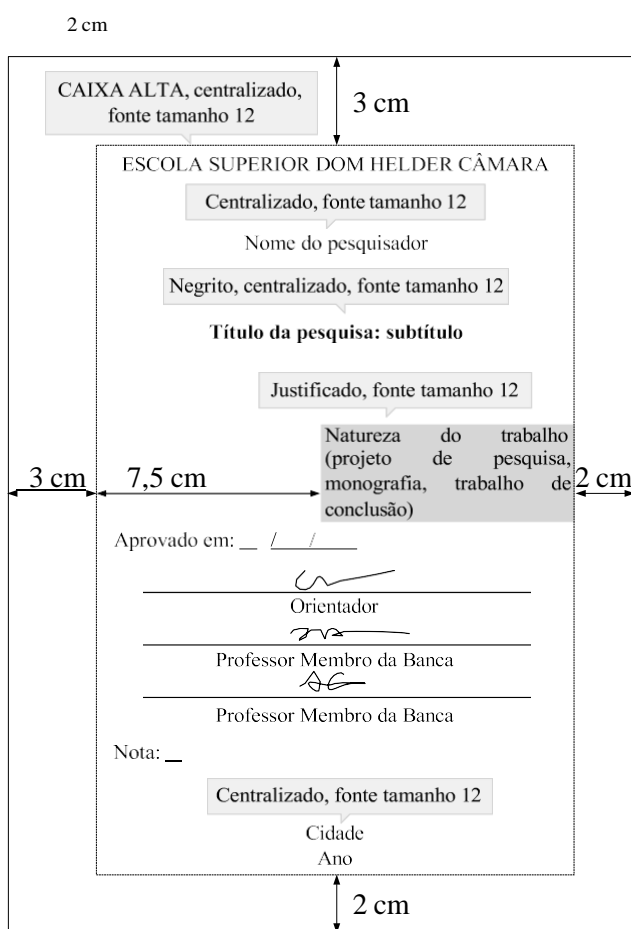 2 cm
CAIXA ALTA, centralizado,
fonte tamanho 12
3 cm
ESCOLA SUPERIOR DOM HELDER CÂMARA
Centralizado, fonte tamanho 12
Nome do pesquisador
Negrito, centralizado, fonte tamanho 12
Título da pesquisa: subtítulo
Justificado, fonte tamanho 12
Natureza do trabalho
(projeto de pesquisa,
monografia, trabalho de
conclusão)
3 cm
7,5 cm
2 cm
Aprovado em: __ / / 
Orientador
Professor Membro da Banca
Professor Membro da Banca
Nota: __
Centralizado, fonte tamanho 12
Cidade
Ano
2 cm